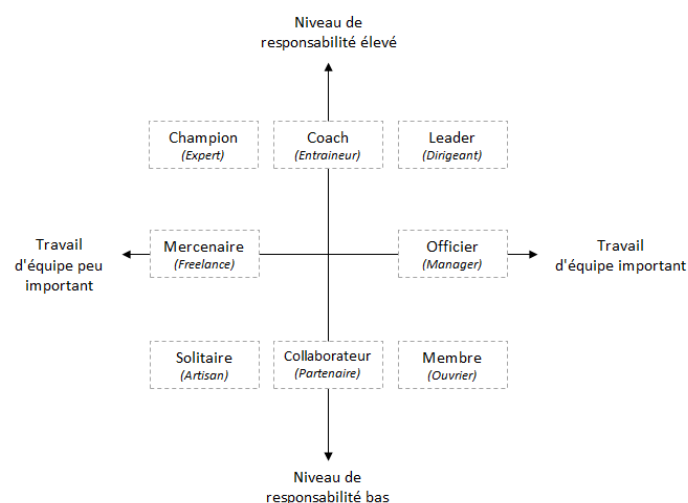 Niveau de
responsabilité élevé
Champion
(Expert)
Coach
(Entraineur)
Leader
(Dirigeant)
Travail
d'équipe peu
important
Mercenaire
(Freelance)
Officier
(Manager)
Travail
d'équipe important
Solitaire
(Artisan)
Collaborateur
(Partenaire)
Membre
(Ouvrier)
Niveau de
responsabilité bas